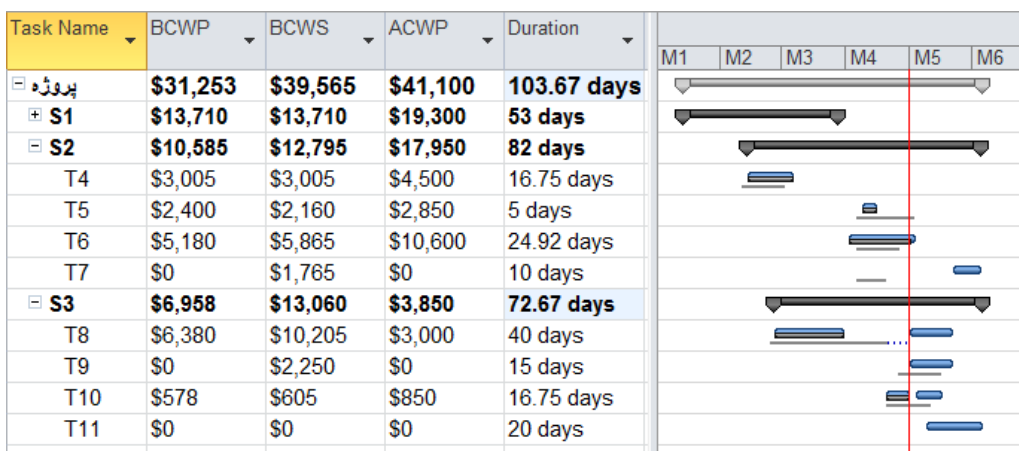 Task Name BCWP BCWS ACWP Duration
M1 M2 M3 M4 M5 M6
پروژه $31,253 $39,565 $41,100 103.67 days
S1 $13,710 $13,710 $19,300 53 days
S2 $10,585 $12,795 $17,950 82 days
T4 $3,005 $3,005 $4,500 16.75 days
T5 $2,400 $2,160 $2,850 5 days
T6 $5,180 $5,865 $10,600 24.92 days
T7 $0 $1,765 $0 10 days
S3 $6,958 $13,060 $3,850 72.67 days
T8 $6,380 $10,205 $3,000 40 days
T9 $0 $2,250 $0 15 days
T10 $578 $605 $850 16.75 days
T11 $0 $0 $0 20 days